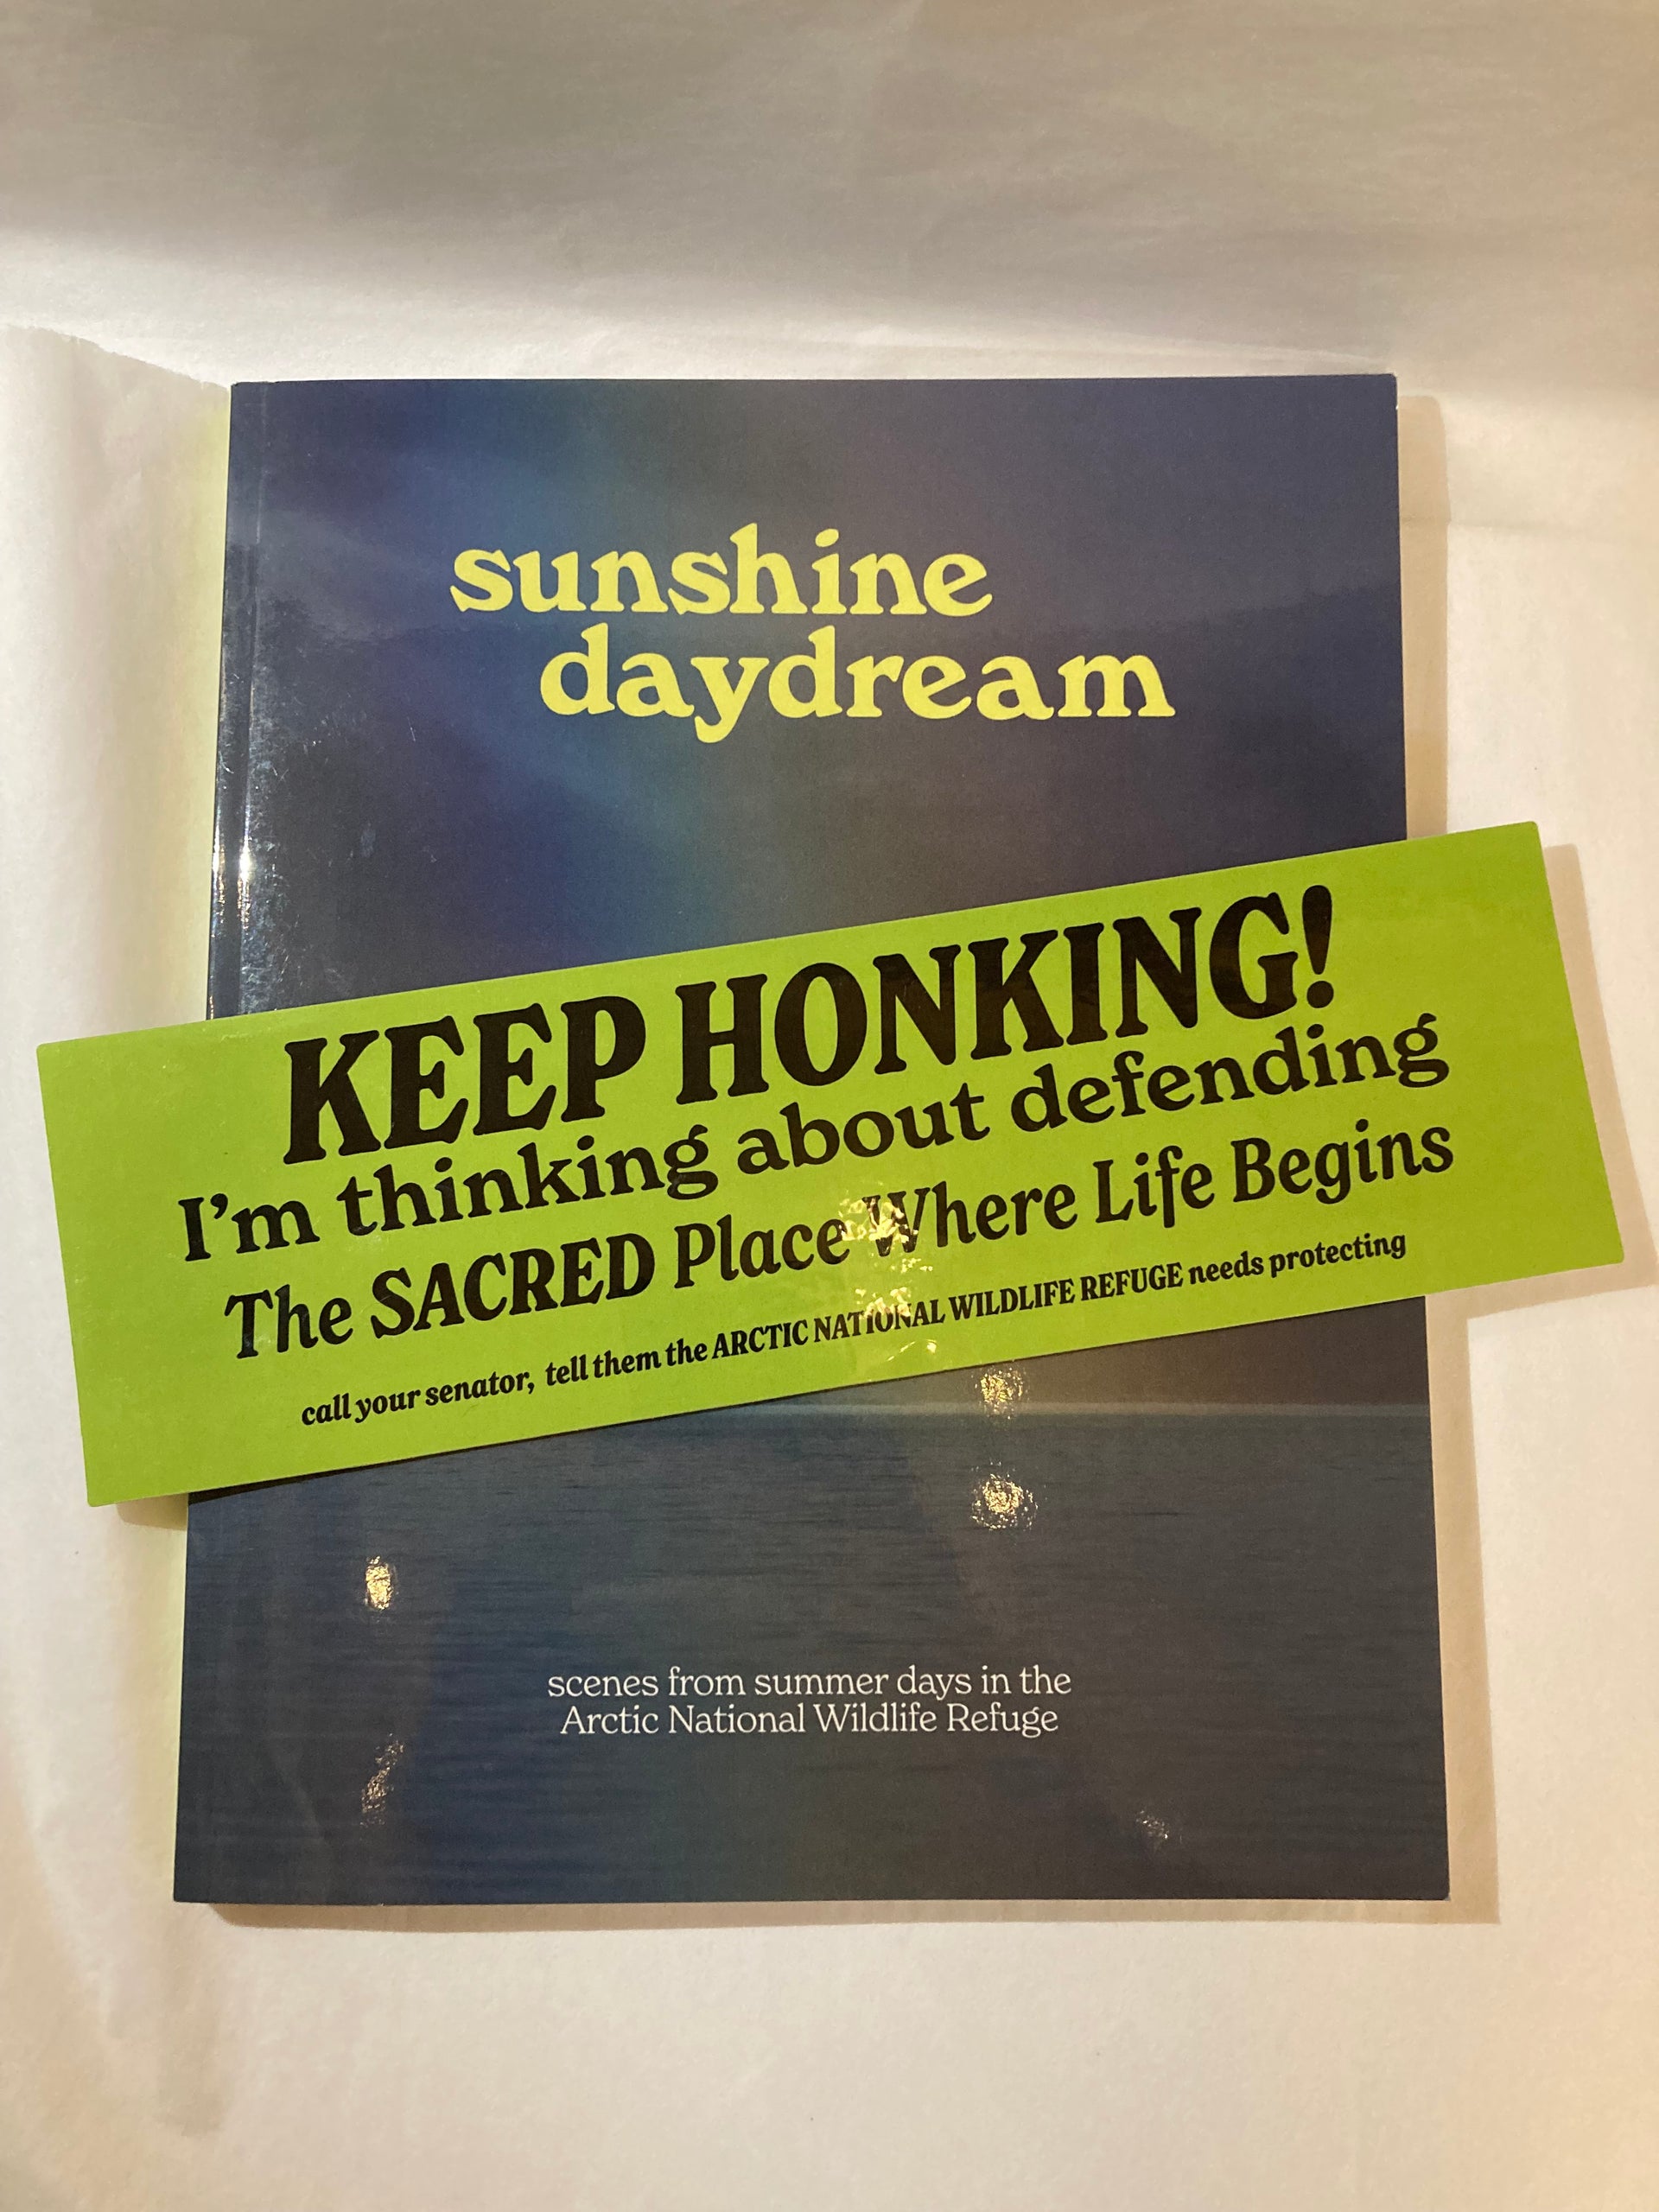 sunshine
daydream
KEEP HONKING!
I'm thinking about defending
The SACRED Place Where Life Begins
call your senator, tell them the ARCTIC NATIONAL WILDLIFE REFUGE needs protecting
scenes from summer days in the
Arctic National Wildlife Refuge